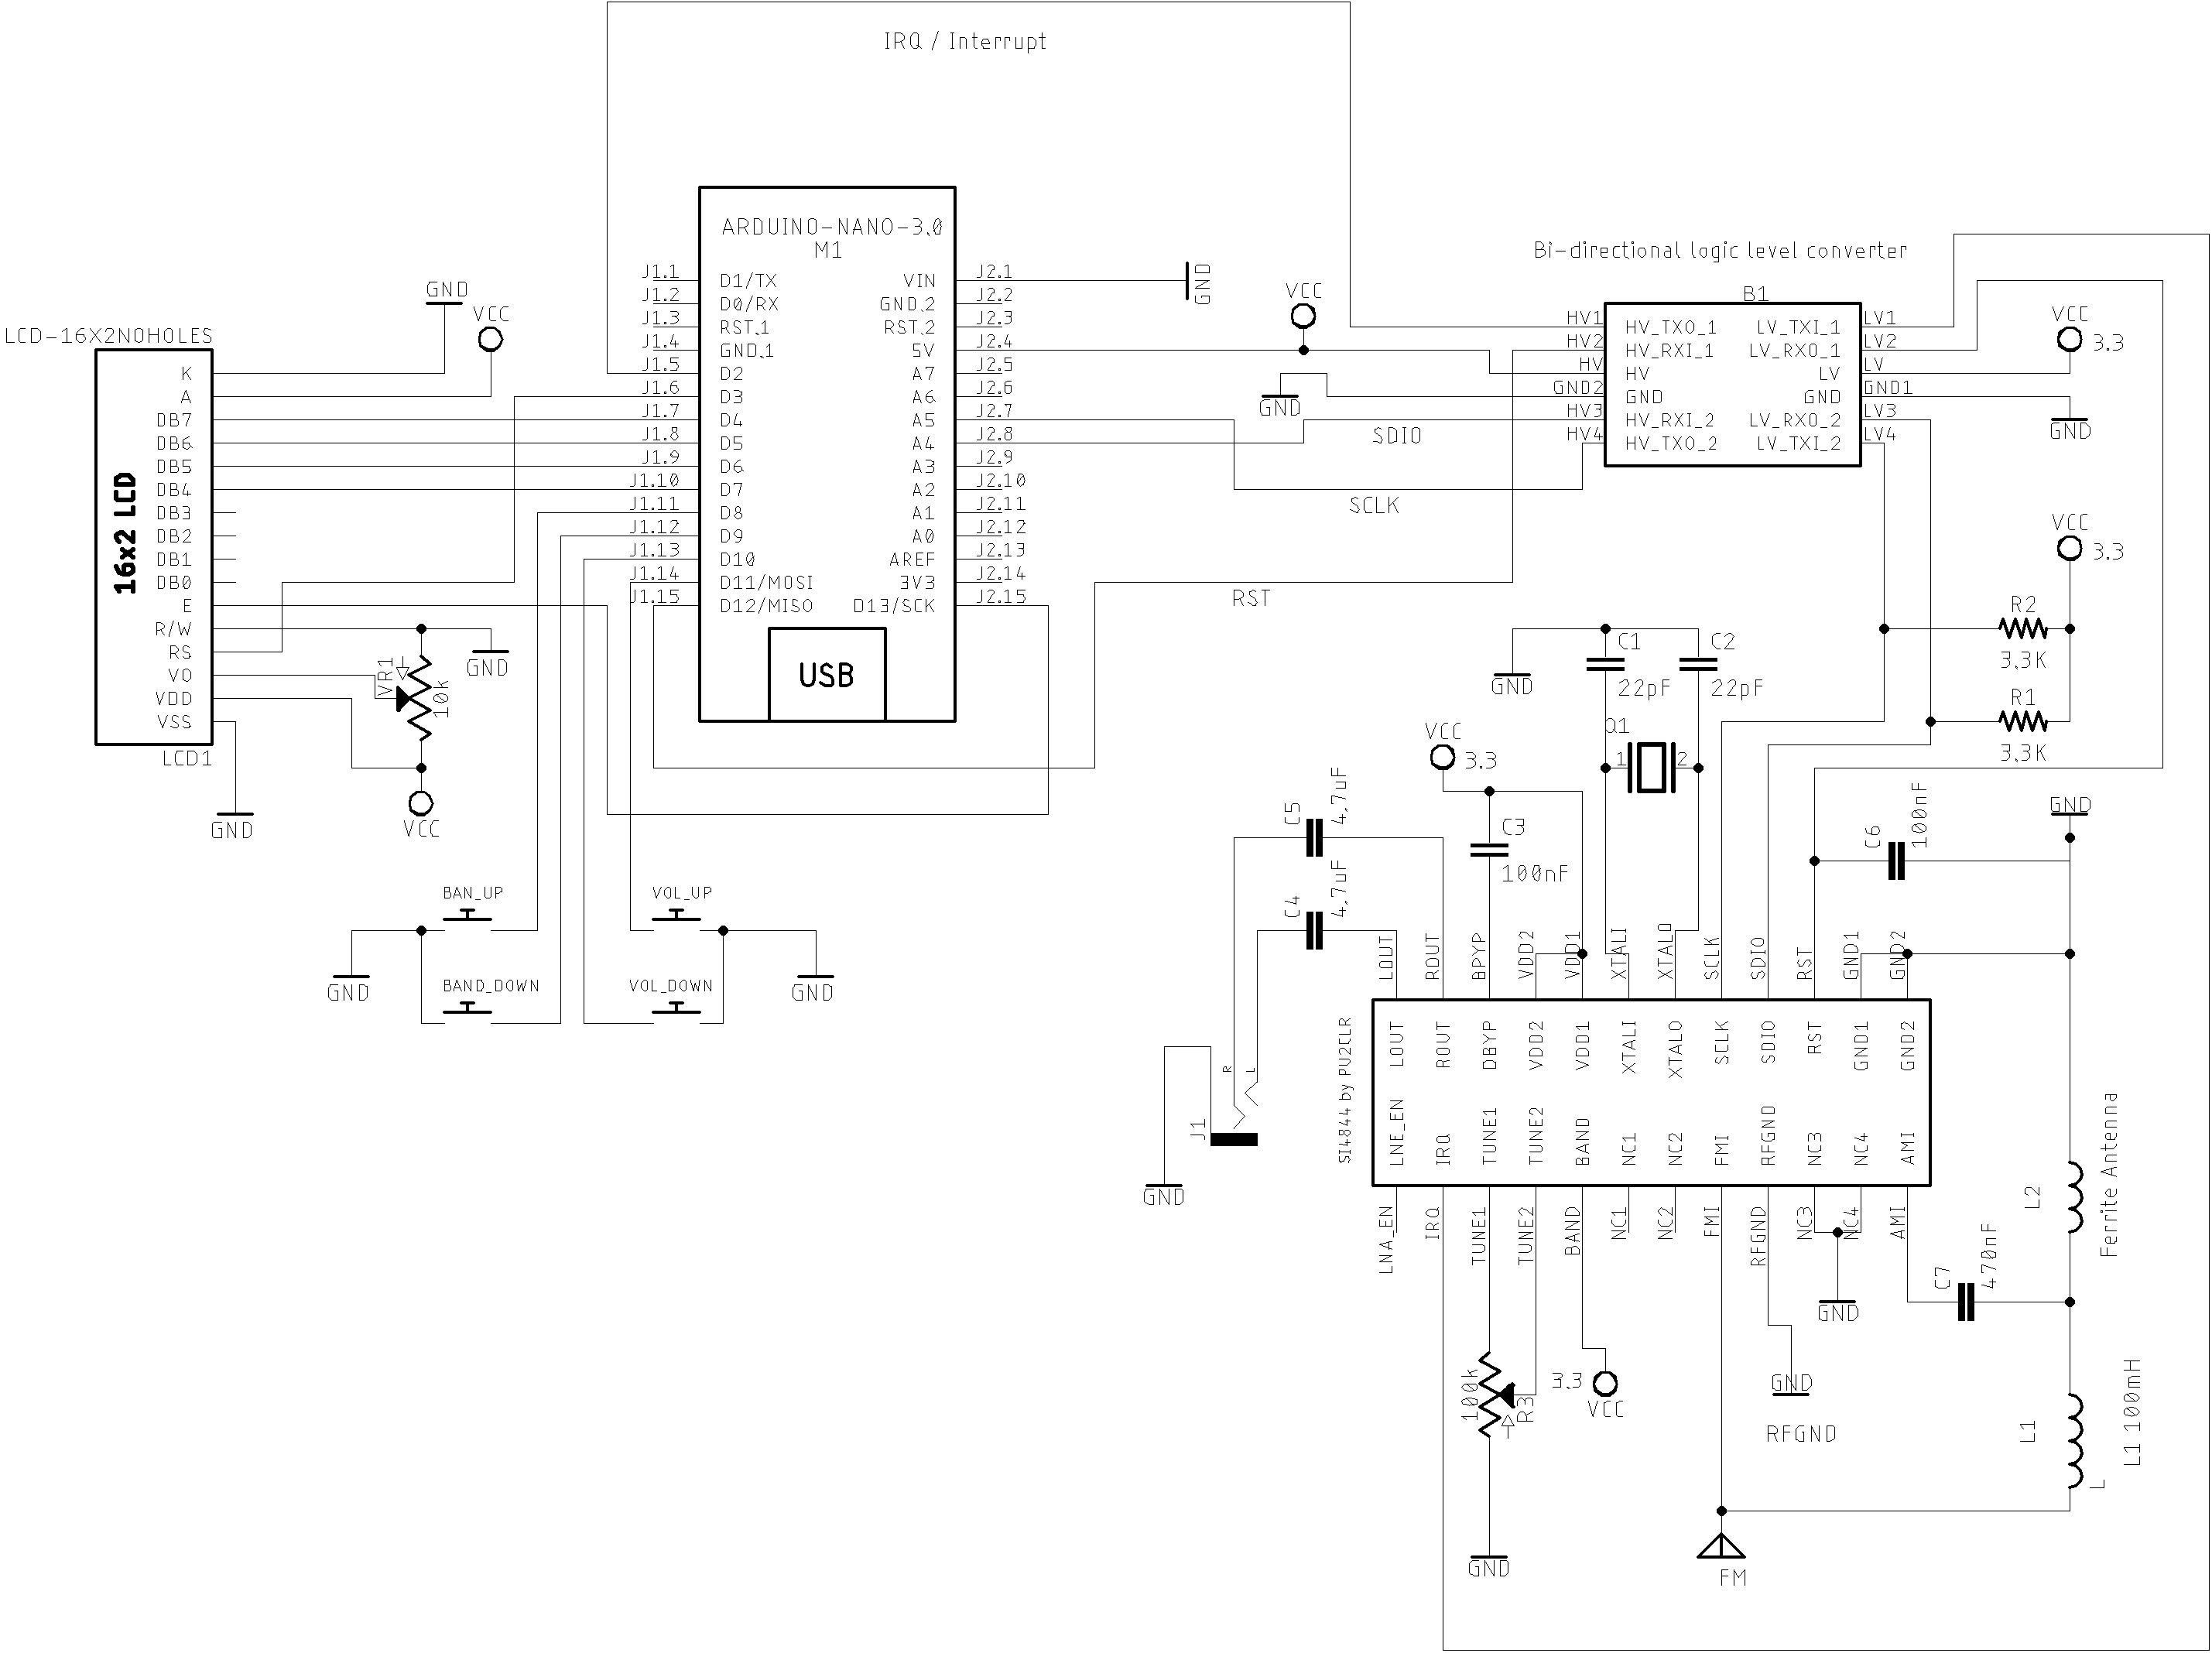 IRQ / Interrupt
ARDUINO-NANO-3.0
M1
J1.1 D1/TX VIN J2.1
J1.2 D0/RX GND.2 J2.2
J1.3 RST.1 RST.2 J2.3
J1.4 GND.1 5V J2.4
J1.5 D2 A7 J2.5
J1.6 D3 A6 J2.6
J1.7 D4 A5 J2.7
J1.8 D5 A4 J2.8
J1.9 D6 A3 J2.9
J1.10 D7 A2 J2.10
J1.11 D8 A1 J2.11
J1.12 D9 A0 J2.12
J1.13 D10 AREF J2.13
J1.14 D11/MOSI 3V3 J2.14
J1.15 D12/MISO D13/SCK J2.15
USB
GND
GND
VCC
LCD-16X2NOHOLES
16x2 LCD
K
A
DB7
DB6
DB5
DB4
DB3
DB2
DB1
DB0
E
R/W
RS
VO
VDD
VSS
LCD1
GND
VR1
10k
GND
VCC
BAN_UP
BAND_DOWN
GND
VOL_UP
VOL_DOWN
GND
Bi-directional logic level converter
B1
HV1 HV_TXO_1 LV_TXI_1 LV1
HV2 HV_RXI_1 LV_RXO_1 LV2
HV HV LV LV
GND2 GND GND GND1
HV3 HV_RXI_2 LV_RXO_2 LV3
HV4 HV_TXO_2 LV_TXI_2 LV4
VCC
GND
SDIO
SCLK
RST
VCC
3.3
GND
VCC
3.3
R2
3.3K
R1
3.3K
C1
22pF
C2
22pF
GND
Q1
1 2
VCC
3.3
C3
100nF
C5
4,7uF
C4
4,7uF
C6
100nF
GND
LOUT ROUT BPYP VDD2 VDD1 XTALI XTALO SCLK SDIO RST GND1 GND2
SI4844 by PU2CLR
LOUT ROUT DBYP VDD2 VDD1 XTALI XTALO SCLK SDIO RST GND1 GND2
LNE_EN IRQ TUNE1 TUNE2 BAND NC1 NC2 FMI RFGND NC3 NC4 AMI
LNA_EN IRQ TUNE1 TUNE2 BAND NC1 NC2 FMI RFGND NC3 NC4 AMI
R
L
J1
GND
L2
Ferrite Antenna
C7
470nF
GND
100k
R3
3.3
VCC
GND
RFGND
L1
L
L1 100mH
GND
FM